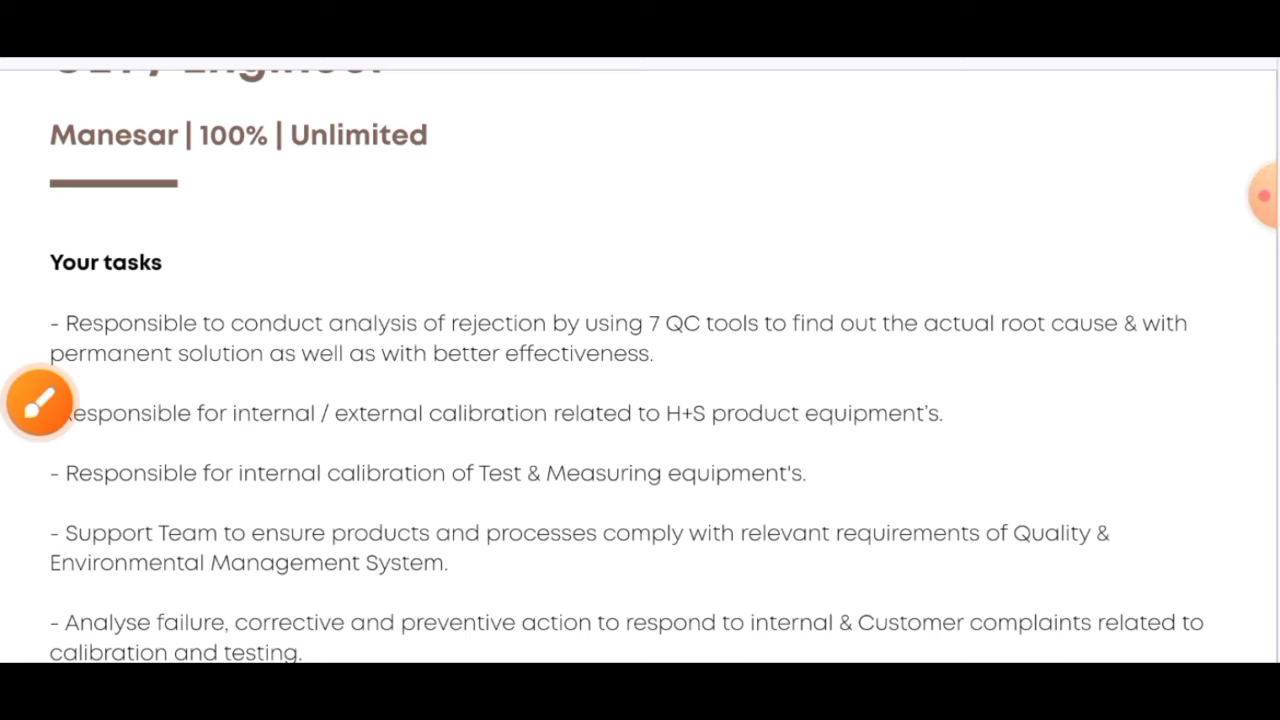 Engineer
Manesar | 100% | Unlimited
Your tasks
- Responsible to conduct analysis of rejection by using 7 QC tools to find out the actual root cause & with
permanent solution as well as with better effectiveness.
esponsible for internal / external calibration related to H+S product equipment’s.
- Responsible for internal calibration of Test & Measuring equipment's.
- Support Team to ensure products and processes comply with relevant requirements of Quality &
Environmental Management System.
- Analyse failure, corrective and preventive action to respond to internal & Customer complaints related to
calibration and testing.